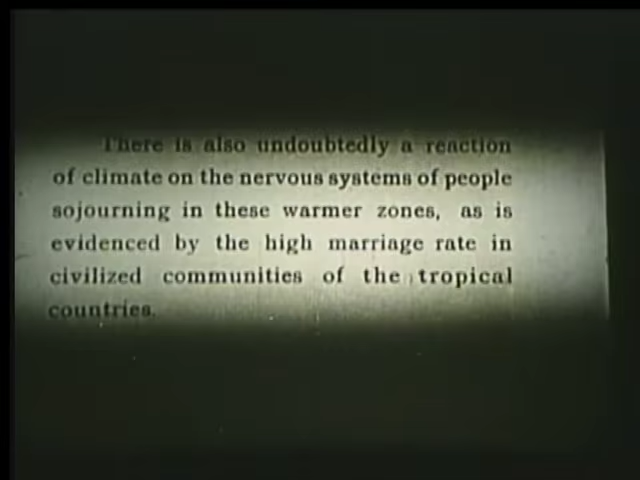 There is also undoubtedly a reaction
of climate on the nervous systems of people
sojourning in these warmer zones, as is
evidenced by the high marriage rate in
civilized communities of the tropical
countries.